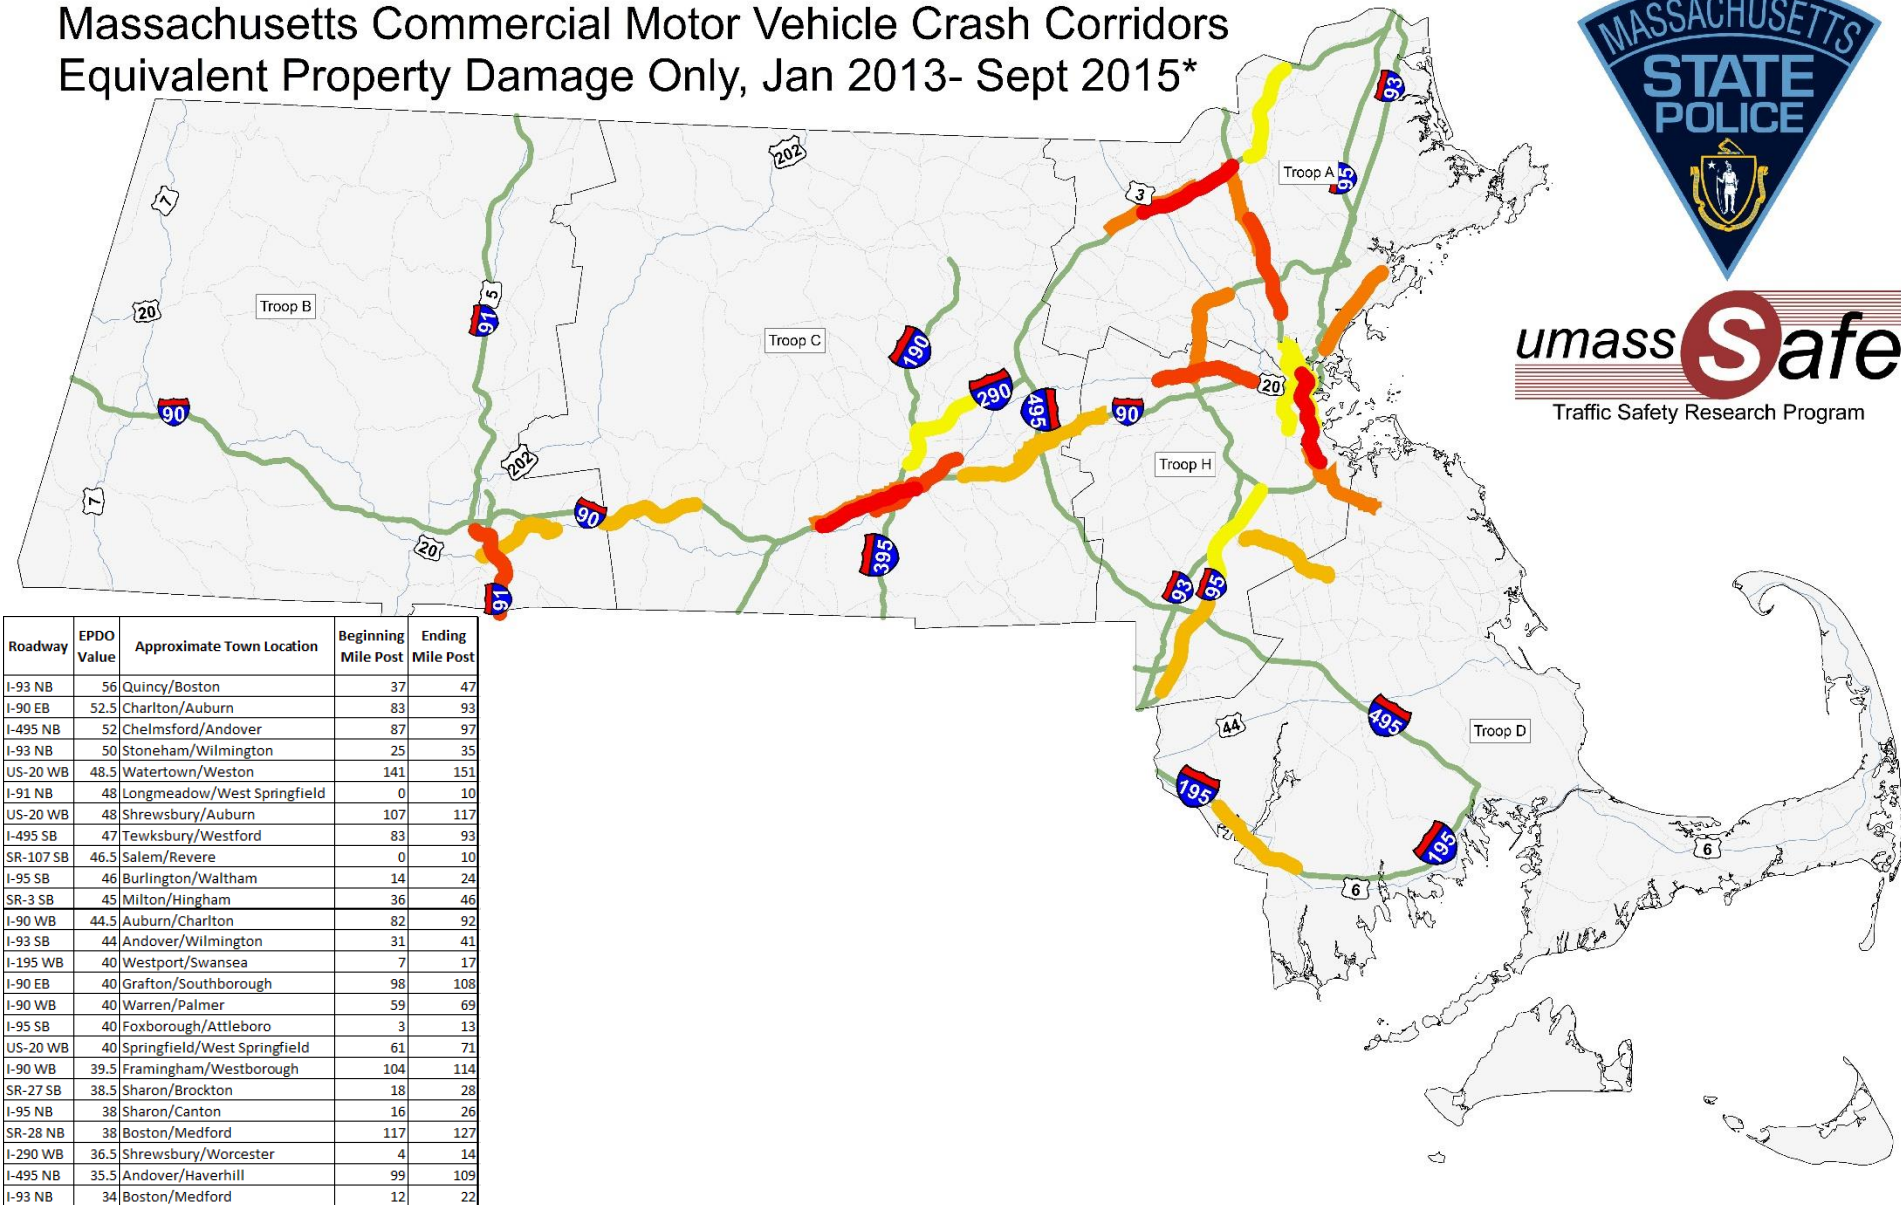 Massachusetts Commercial Motor Vehicle Crash Corridors
Equivalent Property Damage Only, Jan 2013- Sept 2015*
MASSACHUSETTS
STATE
POLICE
umass Safe
Traffic Safety Research Program
93
202
Troop A
95
3
7
5
20
Troop B
91
Troop C
190
290
495
90
20
90
202
Troop H
7
90
20
395
91
93
95
495
44
Troop D
195
195
6
6
Roadway EPDO Value Approximate Town Location Beginning Mile Post Ending Mile Post
I-93 NB 56 Quincy/Boston 37 47
I-90 EB 52.5 Charlton/Auburn 83 93
I-495 NB 52 Chelmsford/Andover 87 97
I-93 NB 50 Stoneham/Wilmington 25 35
US-20 WB 48.5 Watertown/Weston 141 151
I-91 NB 48 Longmeadow/West Springfield 0 10
US-20 WB 48 Shrewsbury/Auburn 107 117
I-495 SB 47 Tewksbury/Westford 83 93
SR-107 SB 46.5 Salem/Revere 0 10
I-95 SB 46 Burlington/Waltham 14 24
SR-3 SB 45 Milton/Hingham 36 46
I-90 WB 44.5 Auburn/Charlton 82 92
I-93 SB 44 Andover/Wilmington 31 41
I-195 WB 40 Westport/Swansea 7 17
I-90 EB 40 Grafton/Southborough 98 108
I-90 WB 40 Warren/Palmer 59 69
I-95 SB 40 Foxborough/Attleboro 3 13
US-20 WB 40 Springfield/West Springfield 61 71
I-90 WB 39.5 Framingham/Westborough 104 114
SR-27 SB 38.5 Sharon/Brockton 18 28
I-95 NB 38 Sharon/Canton 16 26
SR-28 NB 38 Boston/Medford 117 127
I-290 WB 36.5 Shrewsbury/Worcester 4 14
I-495 NB 35.5 Andover/Haverhill 99 109
I-93 NB 34 Boston/Medford 12 22